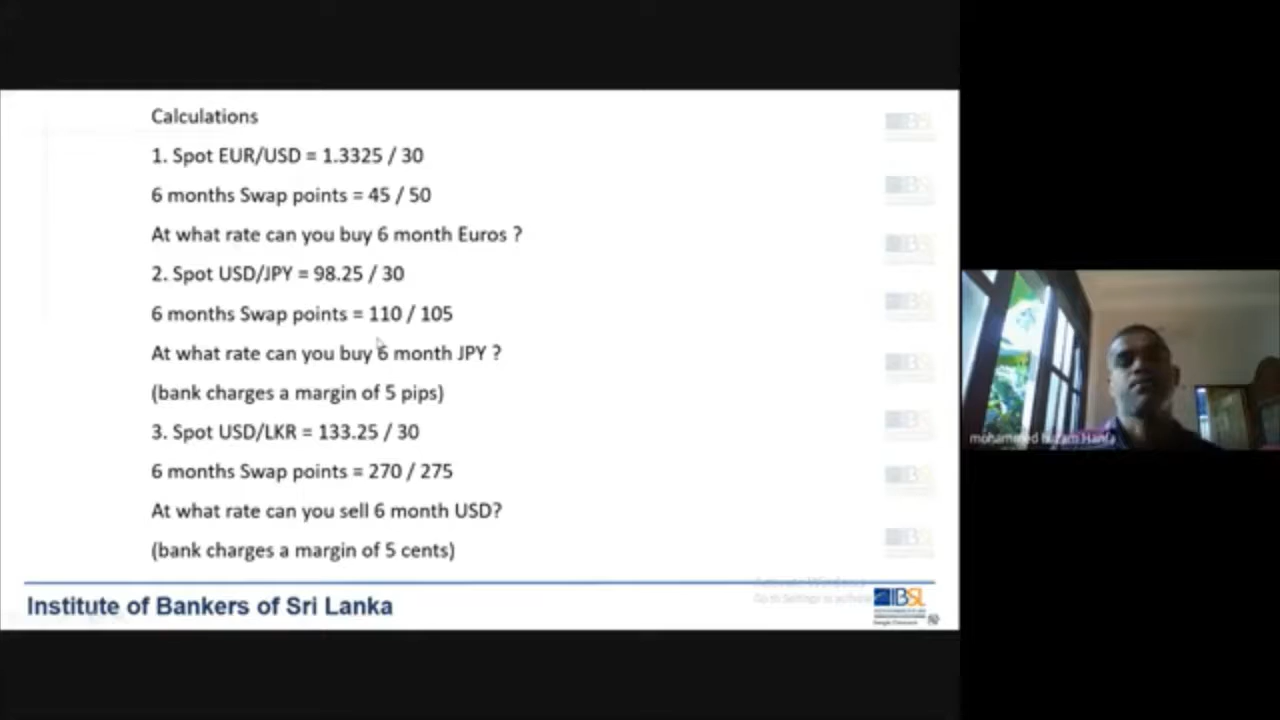 Calculations
1. Spot EUR/USD = 1.3325 / 30
6 months Swap points = 45 / 50
At what rate can you buy 6 month Euros ?
2. Spot USD/JPY = 98.25 / 30
6 months Swap points = 110 / 105
At what rate can you buy 6 month JPY ?
(bank charges a margin of 5 pips)
3. Spot USD/LKR = 133.25 / 30
6 months Swap points = 270 / 275
At what rate can you sell 6 month USD?
(bank charges a margin of 5 cents)
Institute of Bankers of Sri Lanka
IBSL
mohammed Hanfa